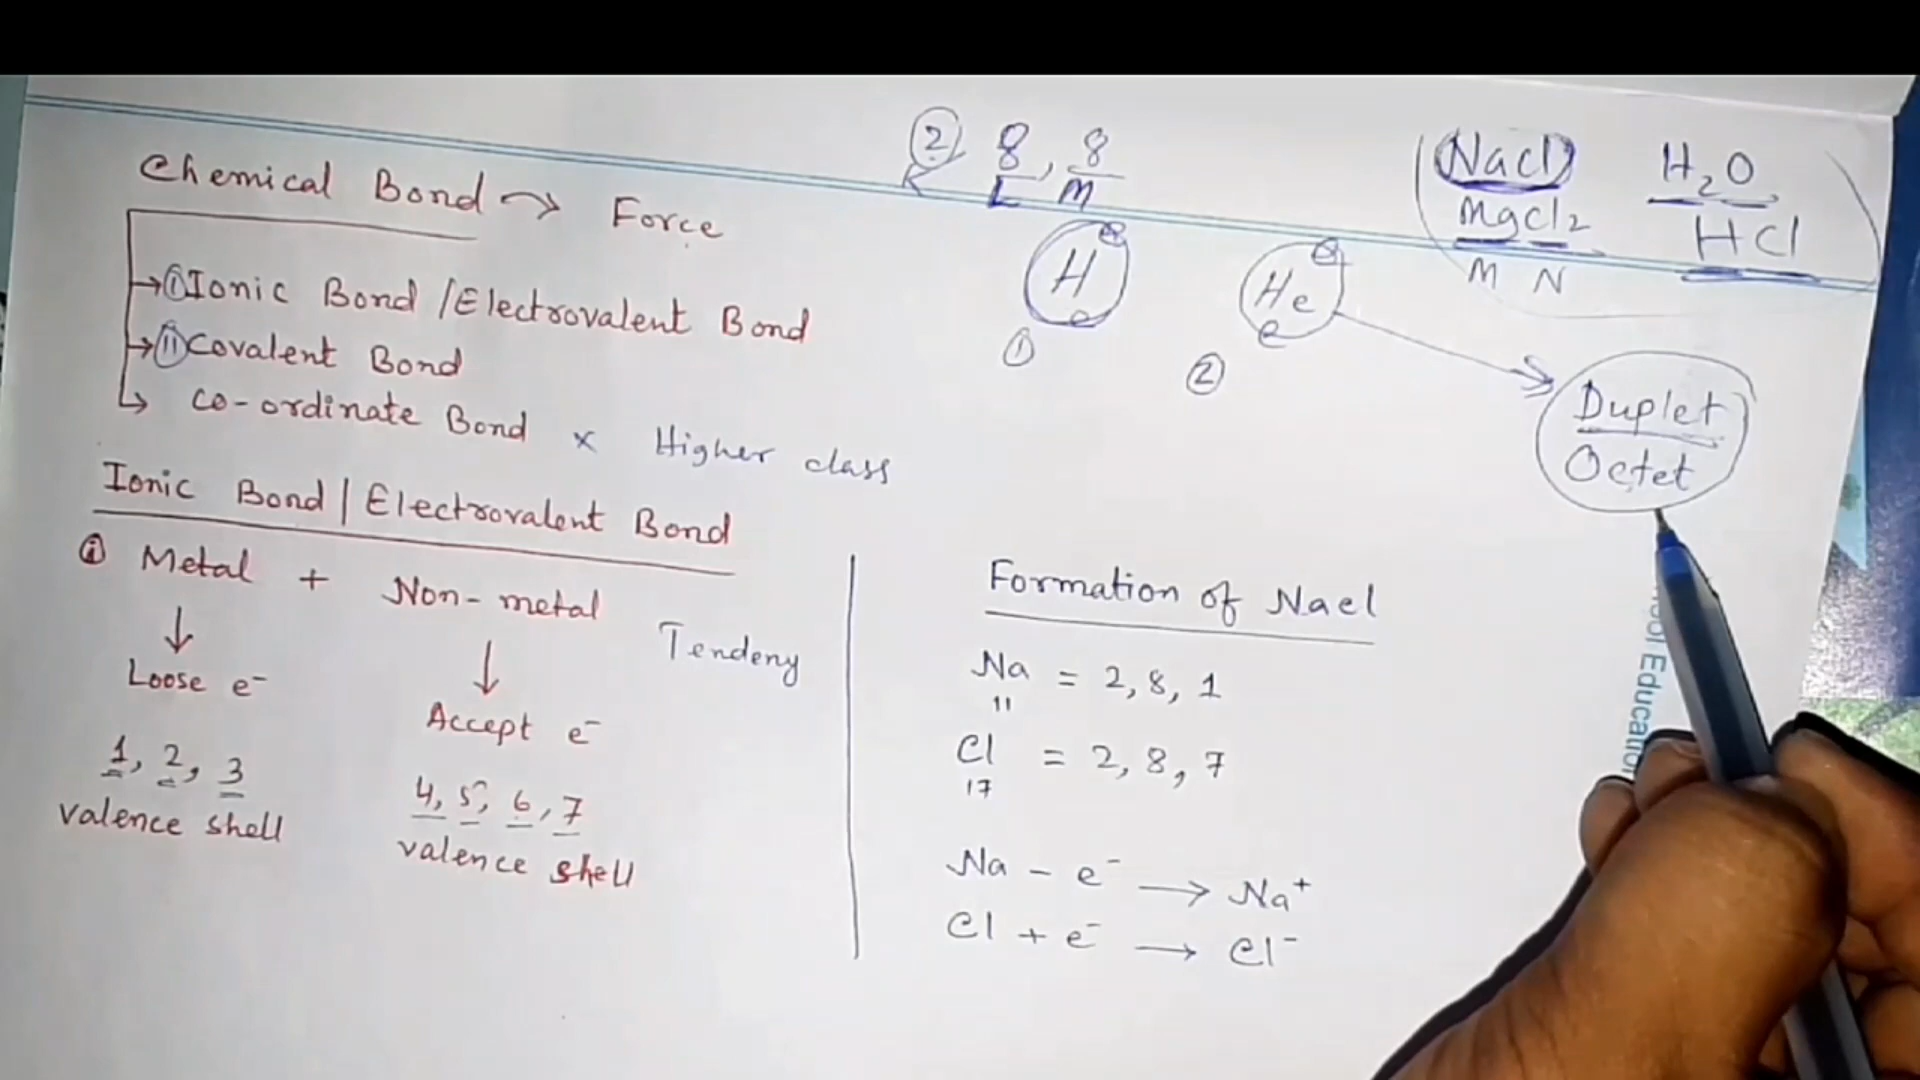 Chemical Bond → Force
→ (i) Ionic Bond / Electrovalent Bond
→ (ii) Covalent Bond
↳ co-ordinate Bond × Higher class
Ionic Bond | Electrovalent Bond
(i) Metal + Non-metal
↓ ↓
Loose e⁻ Accept e⁻
Tendeny
1, 2, 3 4, 5, 6, 7
valence shell valence shell
2, 8, 8
K L M
H He
e e
① ②
NaCl H₂O
MgCl₂ HCl
M N
Duplet
Octet
Formation of NaCl
Na = 2, 8, 1
11
Cl = 2, 8, 7
17
Na - e⁻ → Na⁺
Cl + e⁻ → Cl⁻
Education